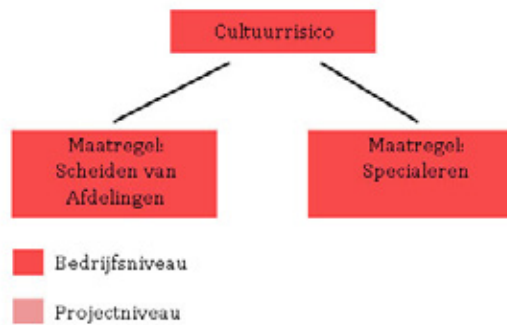 Cultuurrisico
Maatregel:
Scheiden van
Afdelingen
Maatregel:
Specialeren
Bedrijfsniveau
Projectniveau